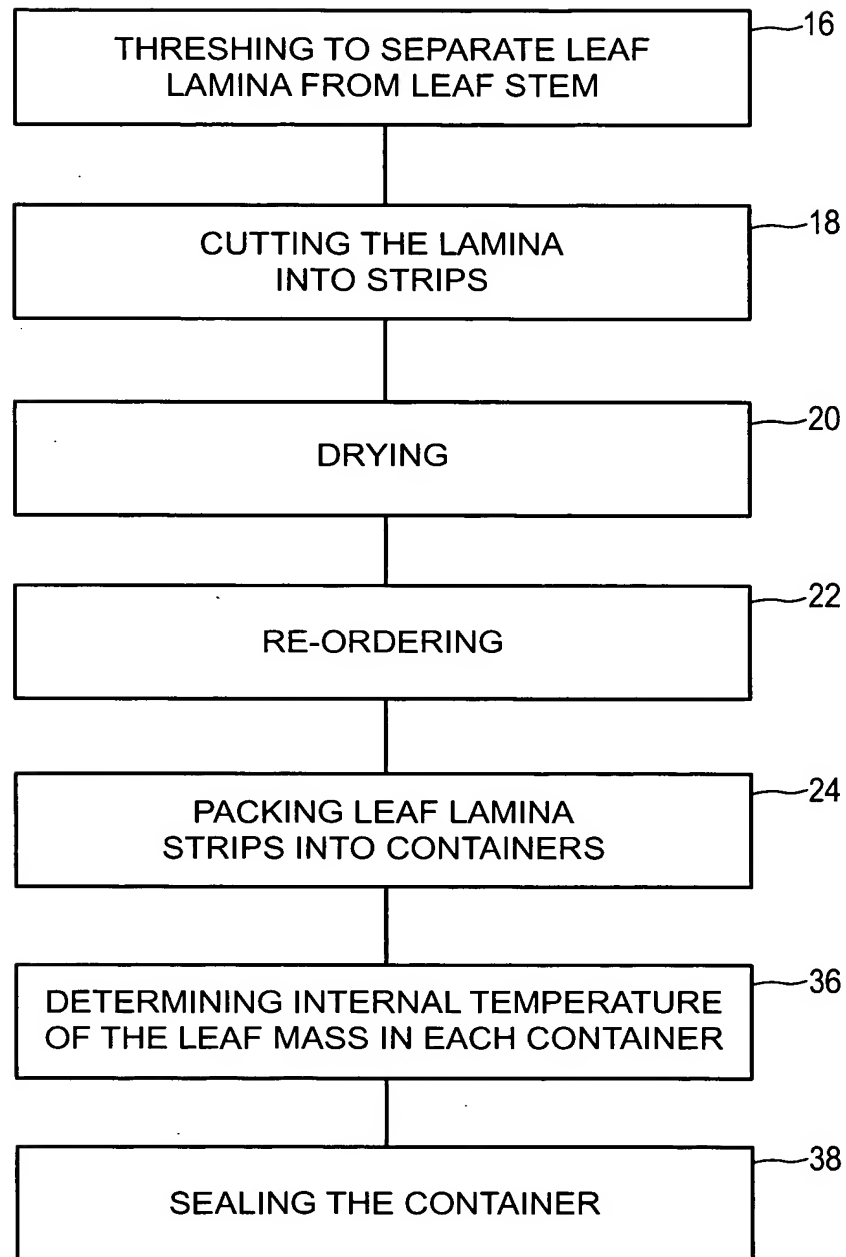 16
THRESHING TO SEPARATE LEAF
LAMINA FROM LEAF STEM
18
CUTTING THE LAMINA
INTO STRIPS
20
DRYING
22
RE-ORDERING
24
PACKING LEAF LAMINA
STRIPS INTO CONTAINERS
36
DETERMINING INTERNAL TEMPERATURE
OF THE LEAF MASS IN EACH CONTAINER
38
SEALING THE CONTAINER